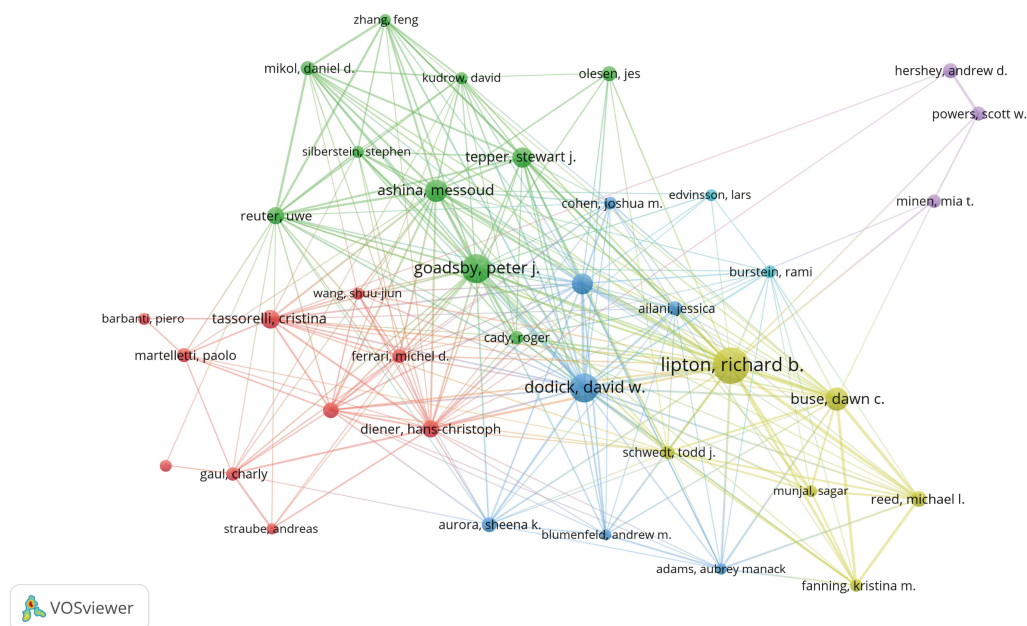 zhang, feng
mikol, daniel d.
kudrow, david
olesen, jes
hershey, andrew d.
powers, scott w.
silberstein, stephen
tepper, stewart j.
ashina, messoud
edvinsson, lars
cohen, joshua m.
minen, mia t.
reuter, uwe
goadsby, peter j.
burstein, rami
wang, shuu-jiun
ailani, jessica
barbanti, piero
tassorelli, cristina
cady, roger
martelletti, paolo
ferrari, michel d.
lipton, richard b.
dodick, david w.
buse, dawn c.
diener, hans-christoph
schwedt, todd j.
gaul, charly
munjal, sagar
reed, michael l.
straube, andreas
aurora, sheena k.
blumenfeld, andrew m.
adams, aubrey manack
fanning, kristina m.
VOSviewer